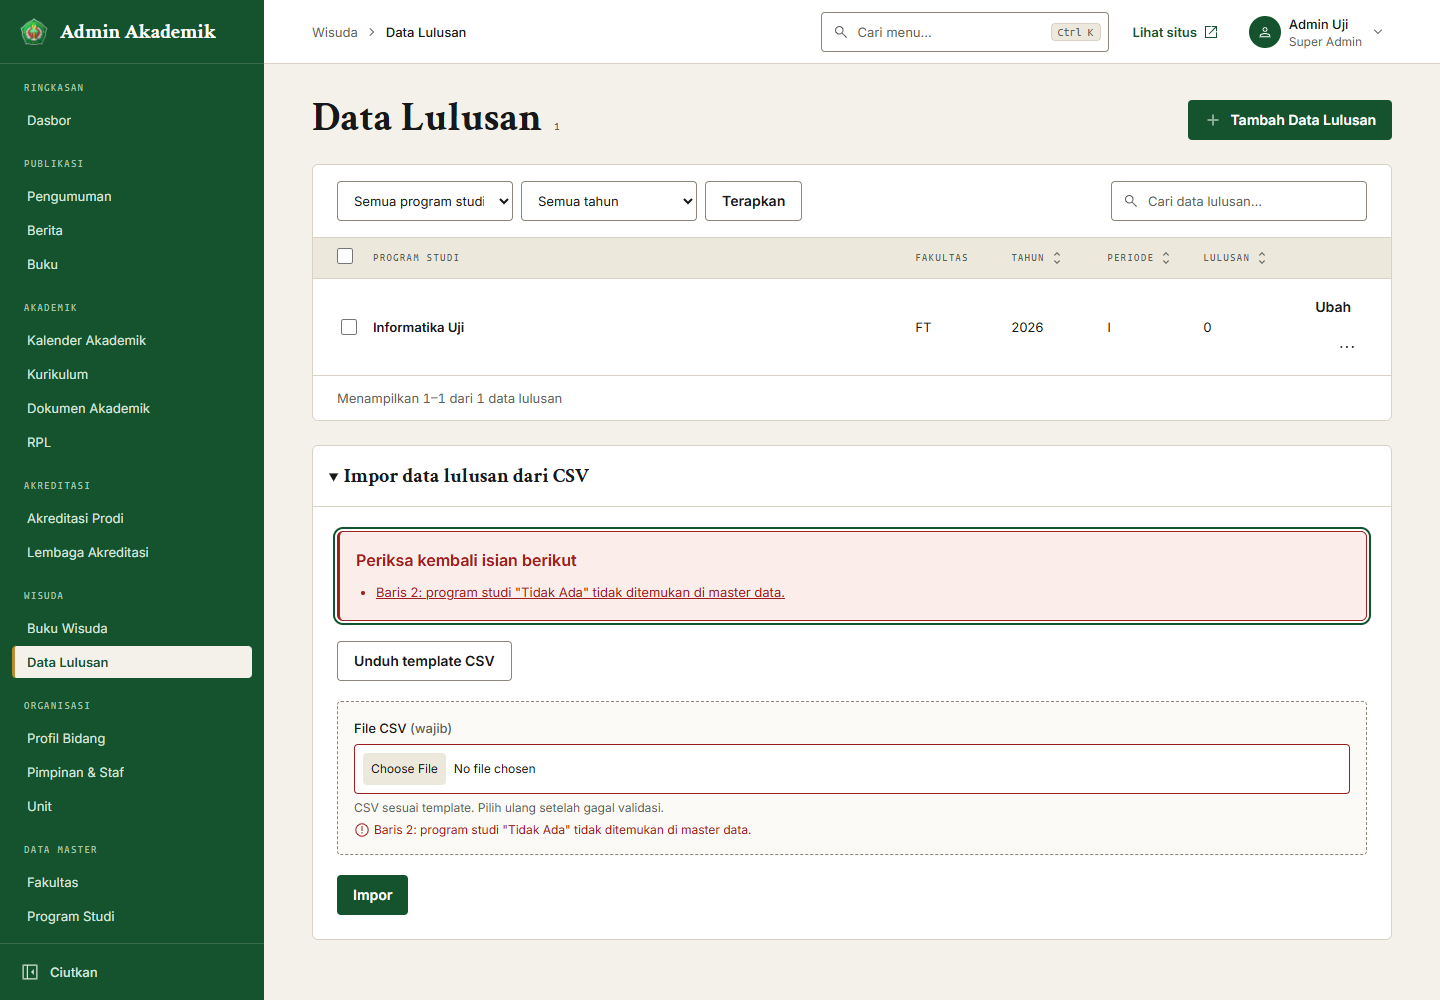 Admin Akademik
Wisuda
Data Lulusan
Cari menu...
Ctrl K
Lihat situs
Admin Uji
Super Admin
RINGKASAN
Dasbor
PUBLIKASI
Pengumuman
Berita
Buku
AKADEMIK
Kalender Akademik
Kurikulum
Dokumen Akademik
RPL
AKREDITASI
Akreditasi Prodi
Lembaga Akreditasi
WISUDA
Buku Wisuda
Data Lulusan
ORGANISASI
Profil Bidang
Pimpinan & Staf
Unit
DATA MASTER
Fakultas
Program Studi
Ciutkan
Data Lulusan 1
Tambah Data Lulusan
Semua program studi
Semua tahun
Terapkan
Cari data lulusan...
PROGRAM STUDI FAKULTAS TAHUN PERIODE LULUSAN
Informatika Uji FT 2026 I 0 Ubah
...
Menampilkan 1–1 dari 1 data lulusan
Impor data lulusan dari CSV
Periksa kembali isian berikut
Baris 2: program studi "Tidak Ada" tidak ditemukan di master data.
Unduh template CSV
File CSV (wajib)
Choose File No file chosen
CSV sesuai template. Pilih ulang setelah gagal validasi.
Baris 2: program studi "Tidak Ada" tidak ditemukan di master data.
Impor